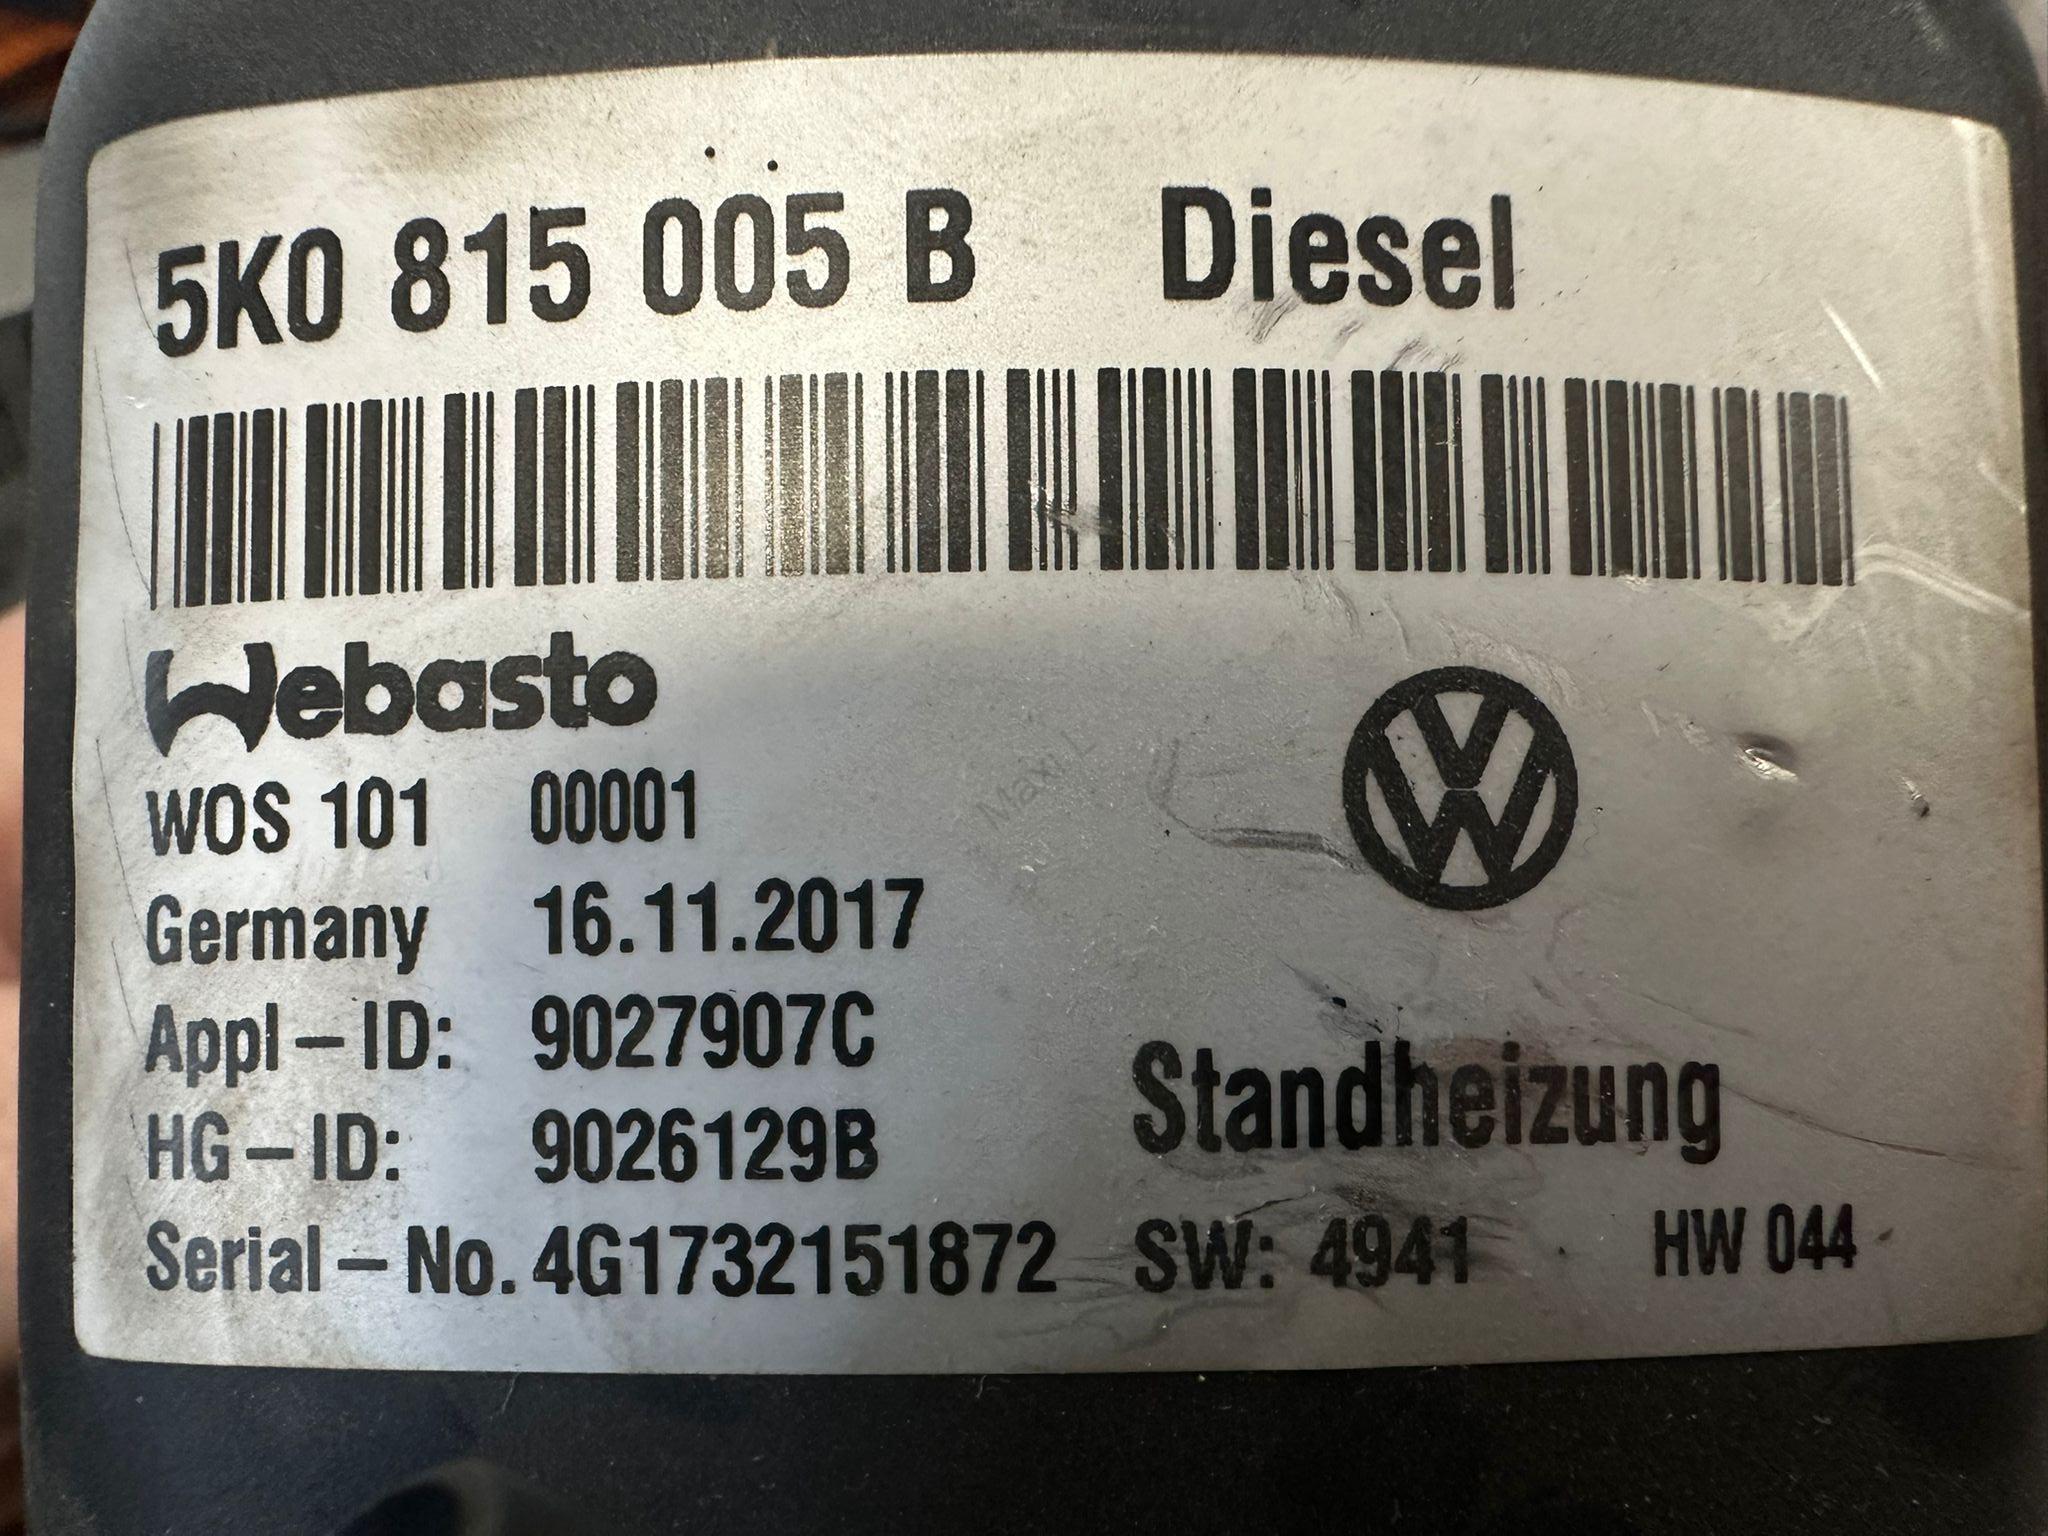 5K0 815 005 B Diesel
Webasto
WOS 101 00001
Maxi L
Germany 16.11.2017
Appl-ID: 9027907C
HG-ID: 9026129B
Standheizung
Serial-No. 4G1732151872 SW: 4941 HW 044